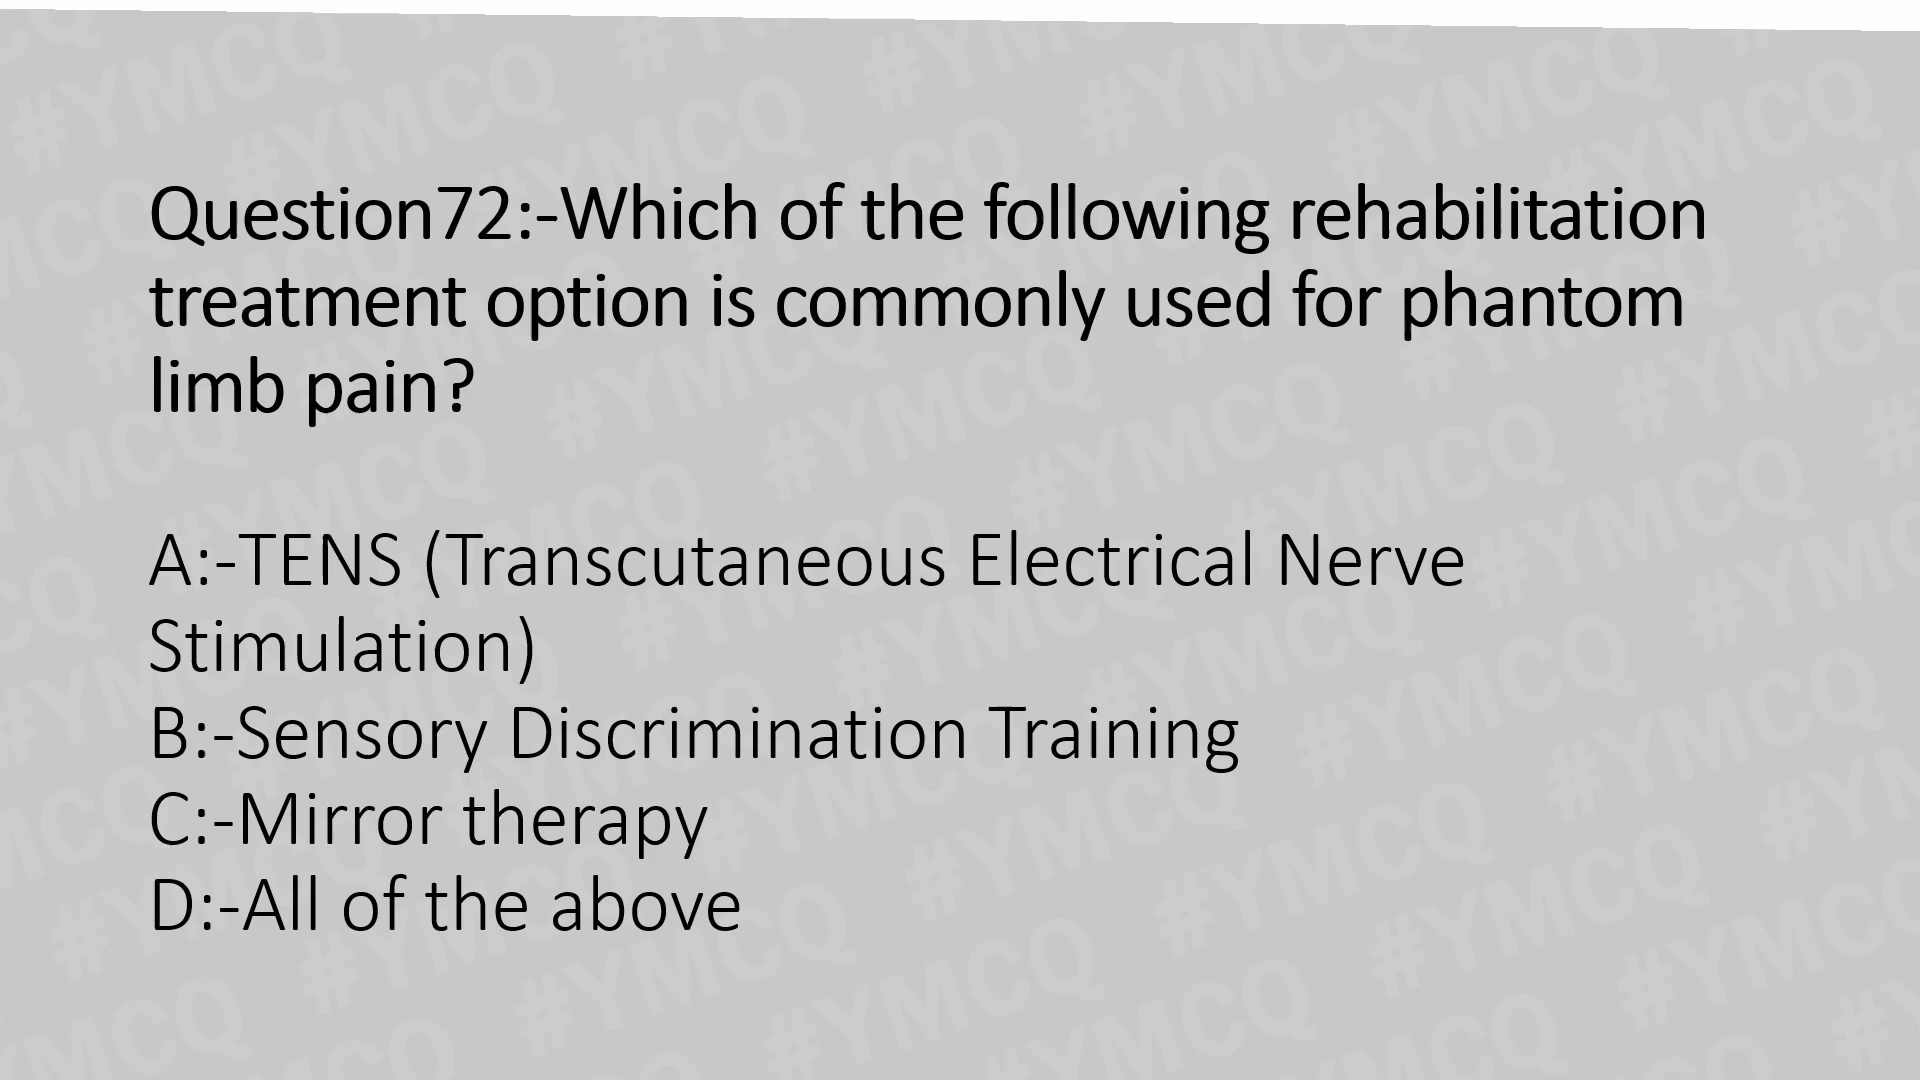 Question72:-Which of the following rehabilitation
treatment option is commonly used for phantom
limb pain?
A:-TENS (Transcutaneous Electrical Nerve
Stimulation)
B:-Sensory Discrimination Training
C:-Mirror therapy
D:-All of the above
#YMCQ